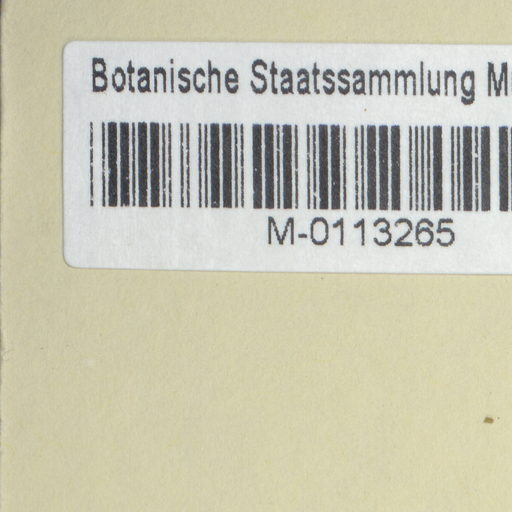 Botanische Staatssammlung M
M-0113265